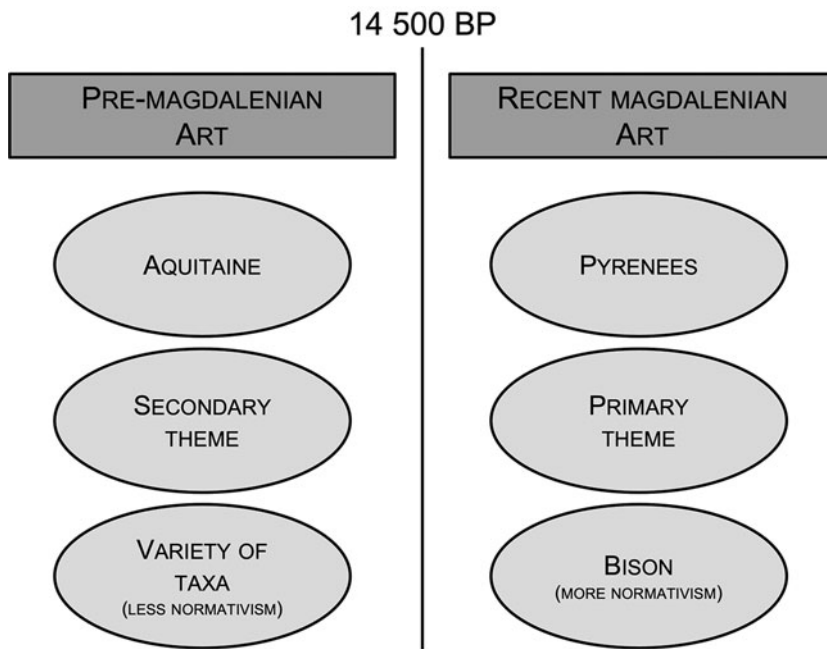 14 500 BP
PRE-MAGDALENIAN
ART
AQUITAINE
SECONDARY
THEME
VARIETY OF
TAXA
(LESS NORMATIVISM)
RECENT MAGDALENIAN
ART
PYRENEES
PRIMARY
THEME
BISON
(MORE NORMATIVISM)